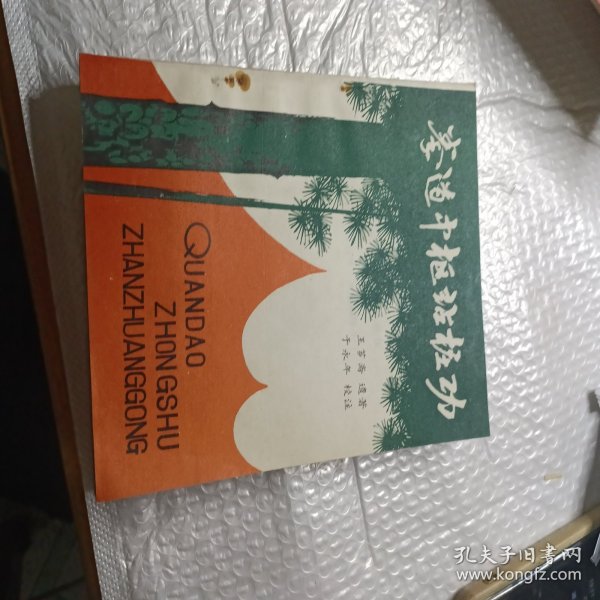 拳道中枢站桩功
王芗斋 遗著
于永年 校注
QUANDAO
ZHONGSHU
ZHANZHUANGGONG
孔夫子旧书网
www.kongfz.com